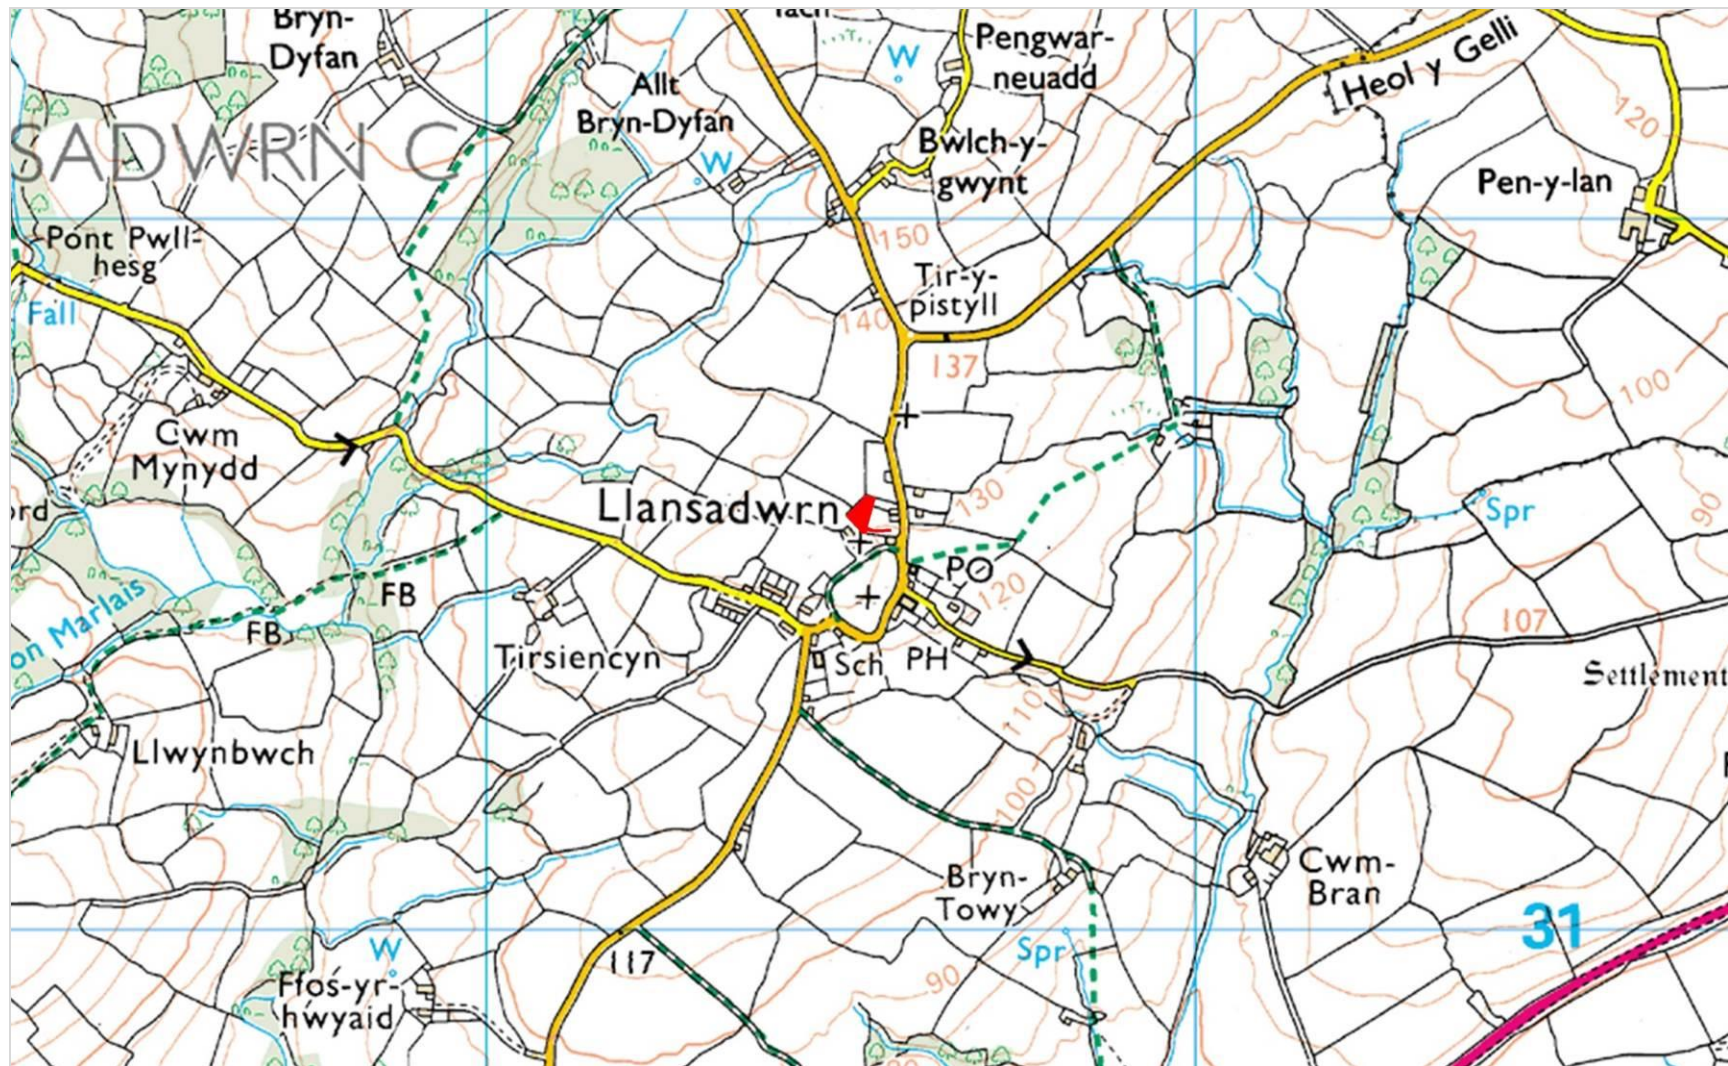 Bryn-
Dyfan
Pengwar-
neuadd
W
Heol y Gelli
Allt
Bryn-Dyfan
120
SADWRN C
W
Bwlch-y-
gwynt
Pen-y-lan
Pont Pwll-
hesg
150
Fall
Tir-y-
pistyll
140
137
100
Cwm
Mynydd
Llansadwrn
130
Spr
90
PO
120
FB
FB
on Marlais
107
Tirsiencyn
Sch
PH
Settlement
110
Llwynbwch
100
Bryn-
Towy
Cwm-
Bran
31
W
117
Spr
Ffos-yr-
hwyaid
90